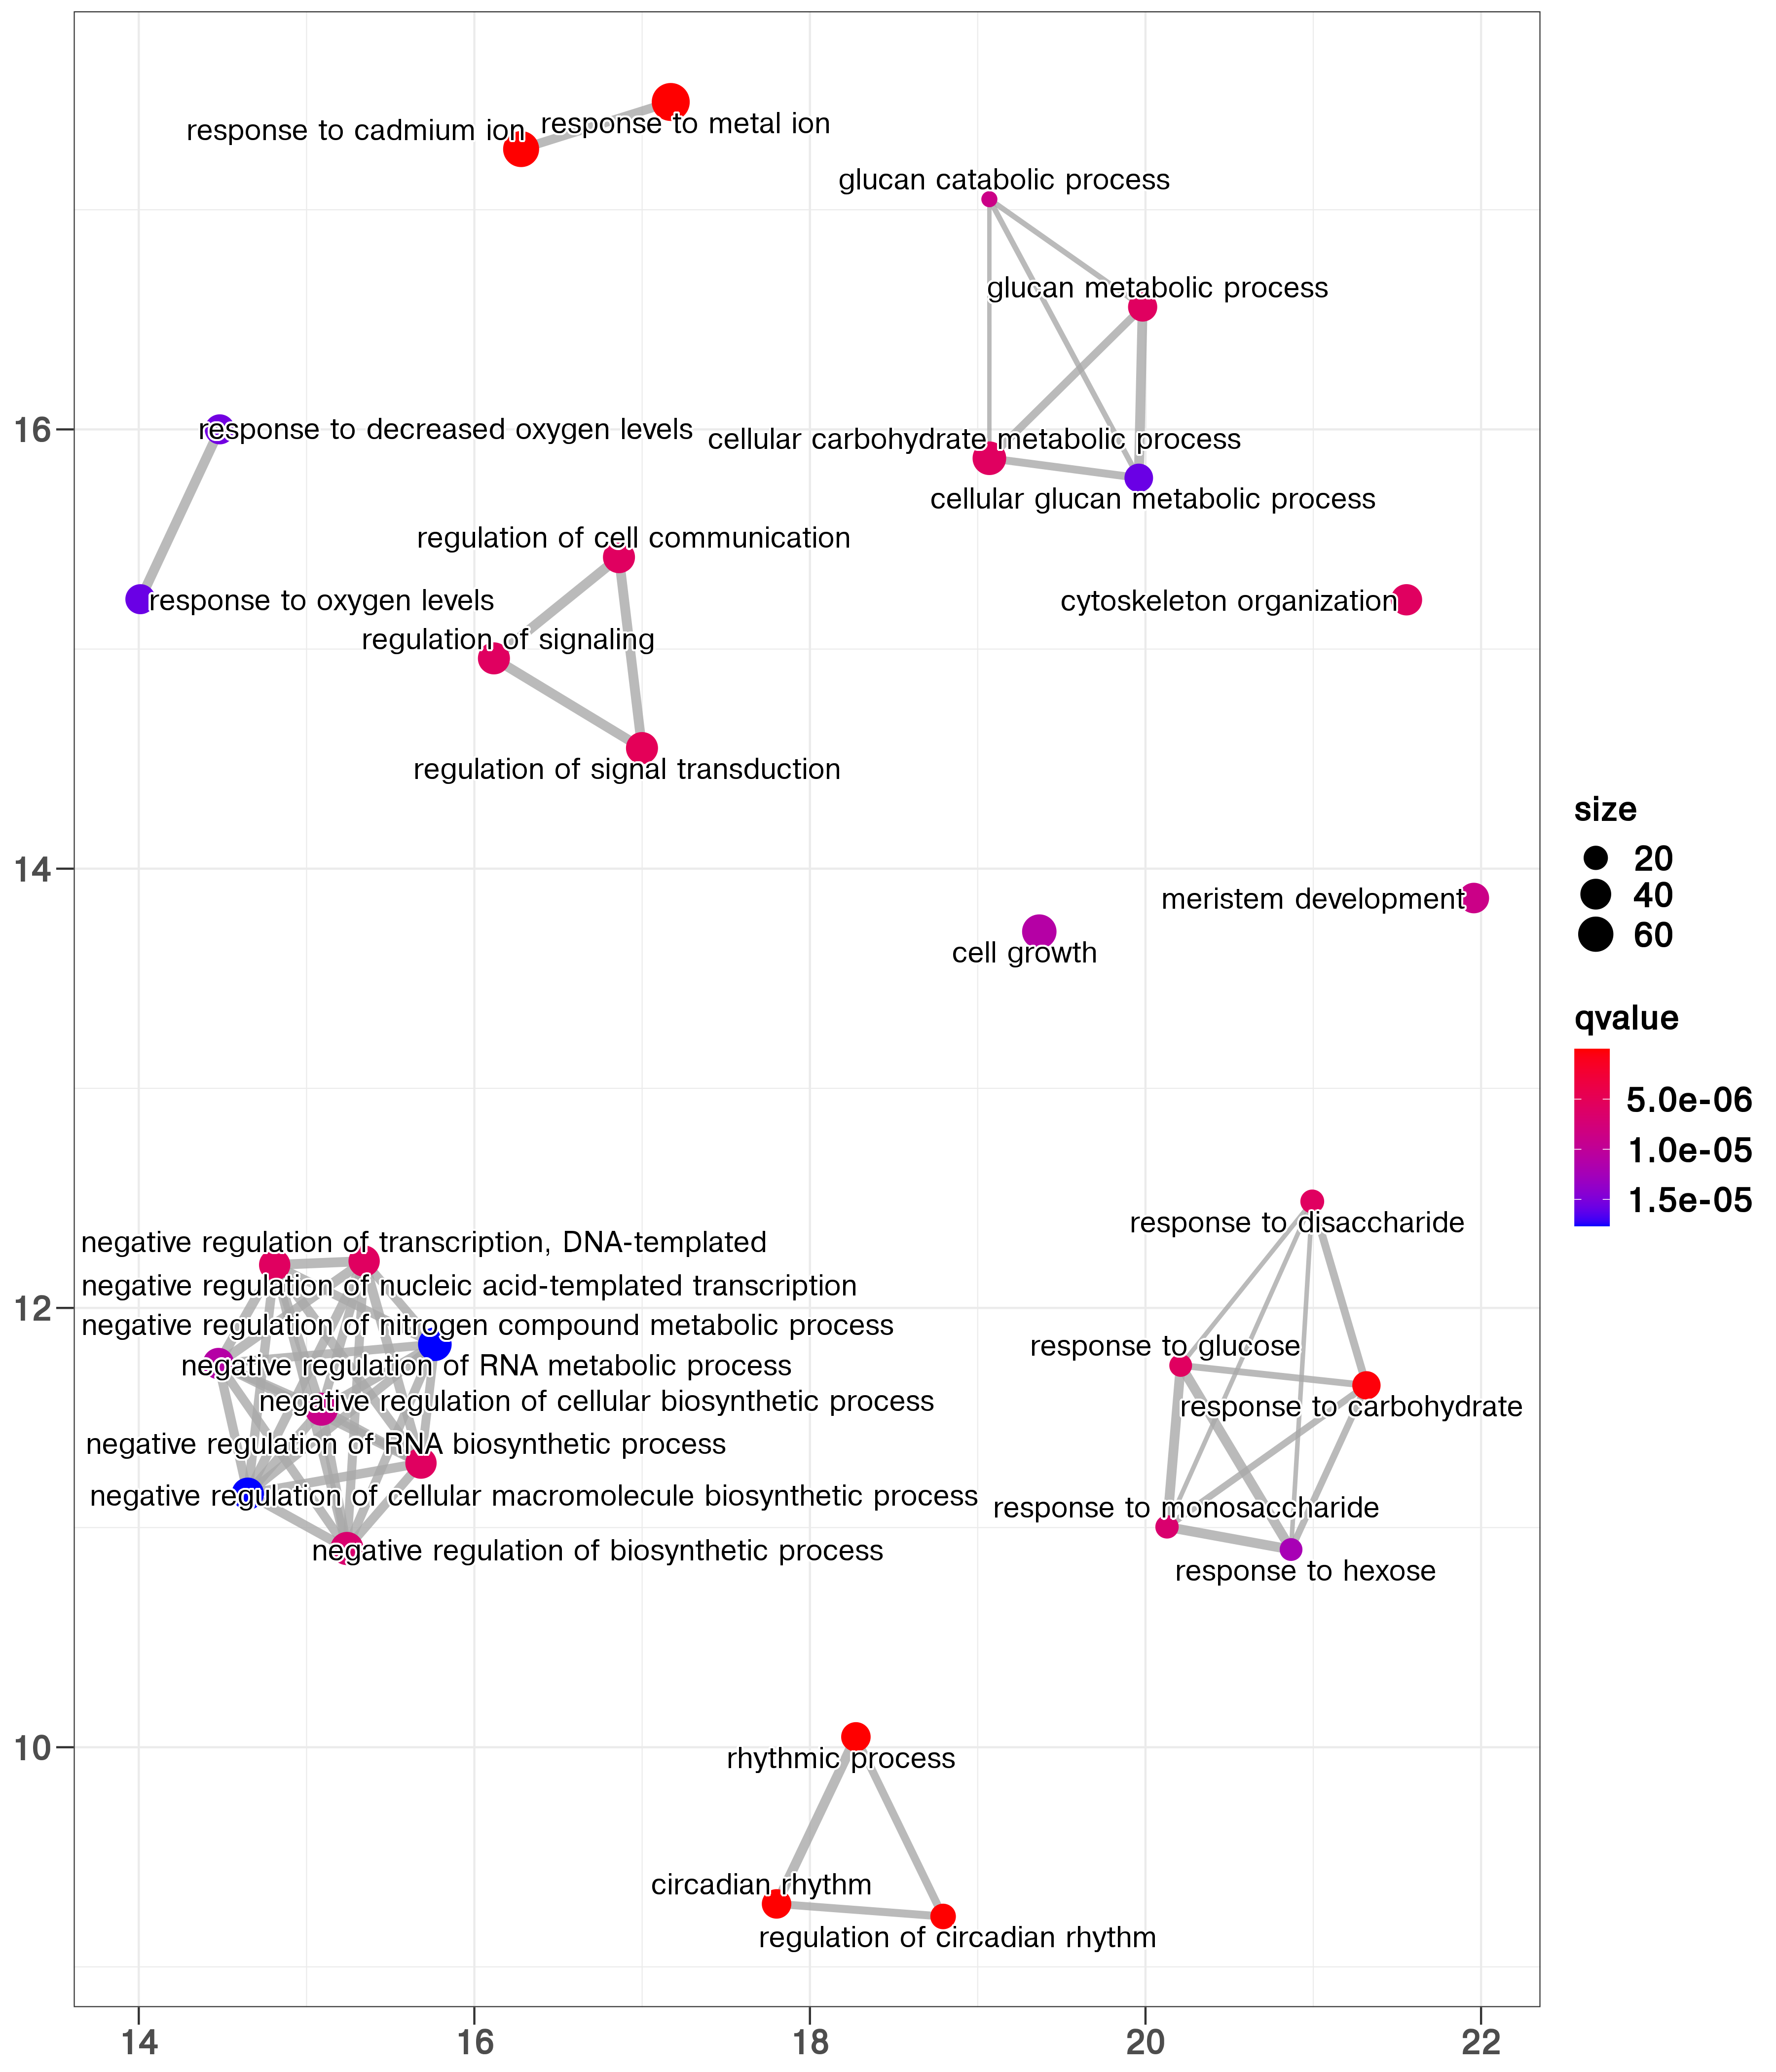 response to metal ion
response to cadmium ion
glucan catabolic process
glucan metabolic process
response to decreased oxygen levels
cellular carbohydrate metabolic process
cellular glucan metabolic process
regulation of cell communication
response to oxygen levels
cytoskeleton organization
regulation of signaling
regulation of signal transduction
meristem development
cell growth
response to disaccharide
negative regulation of transcription, DNA-templated
negative regulation of nucleic acid-templated transcription
negative regulation of nitrogen compound metabolic process
response to glucose
negative regulation of RNA metabolic process
negative regulation of cellular biosynthetic process
response to carbohydrate
negative regulation of RNA biosynthetic process
negative regulation of cellular macromolecule biosynthetic process
response to monosaccharide
negative regulation of biosynthetic process
response to hexose
rhythmic process
circadian rhythm
regulation of circadian rhythm
16
14
12
10
14
16
18
20
22
size
20
40
60
qvalue
5.0e-06
1.0e-05
1.5e-05